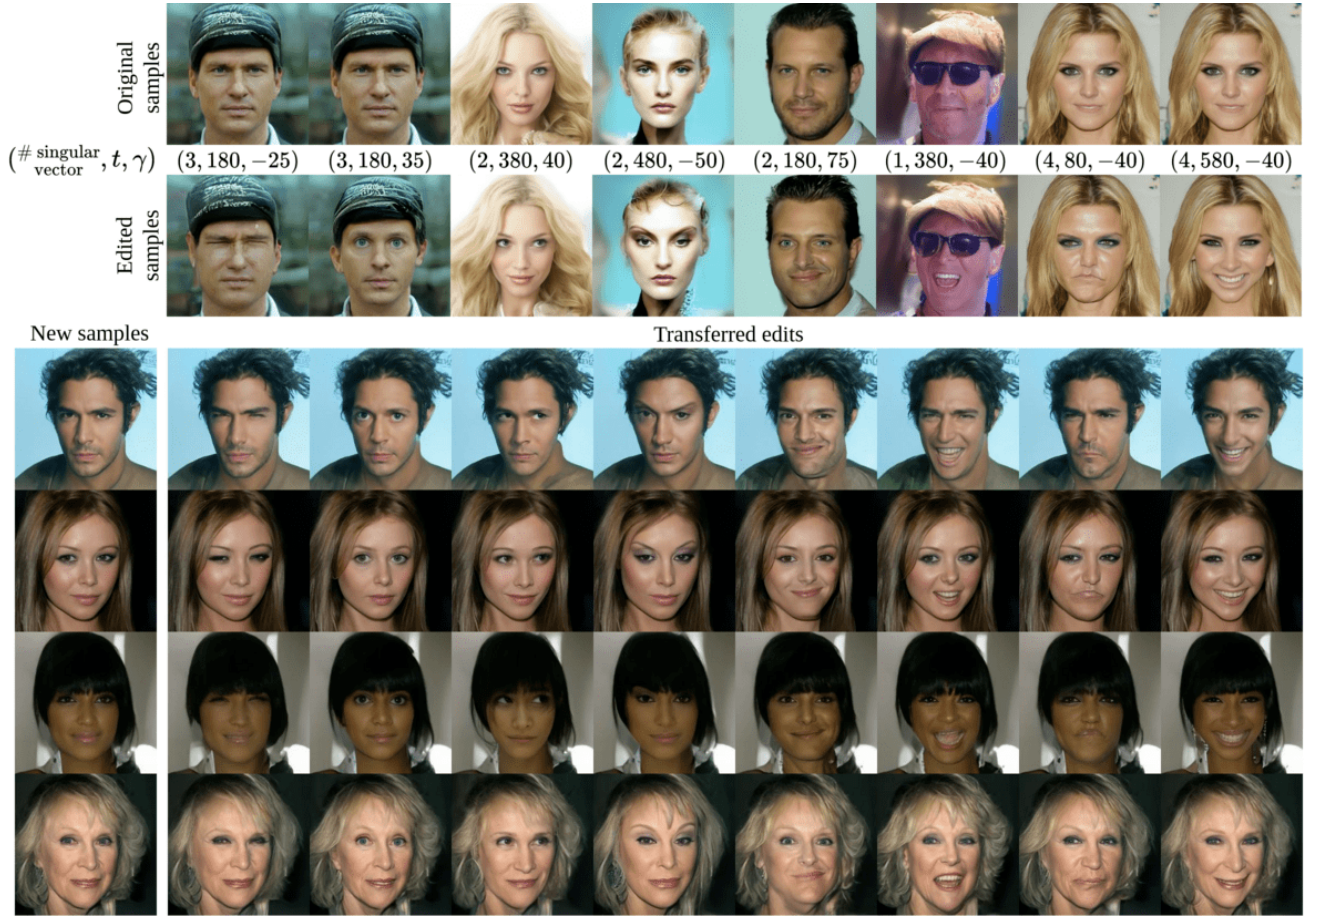 Original
samples
(# singular vector, t, γ) (3, 180, −25) (3, 180, 35) (2, 380, 40) (2, 480, −50) (2, 180, 75) (1, 380, −40) (4, 80, −40) (4, 580, −40)
Edited
samples
New samples Transferred edits